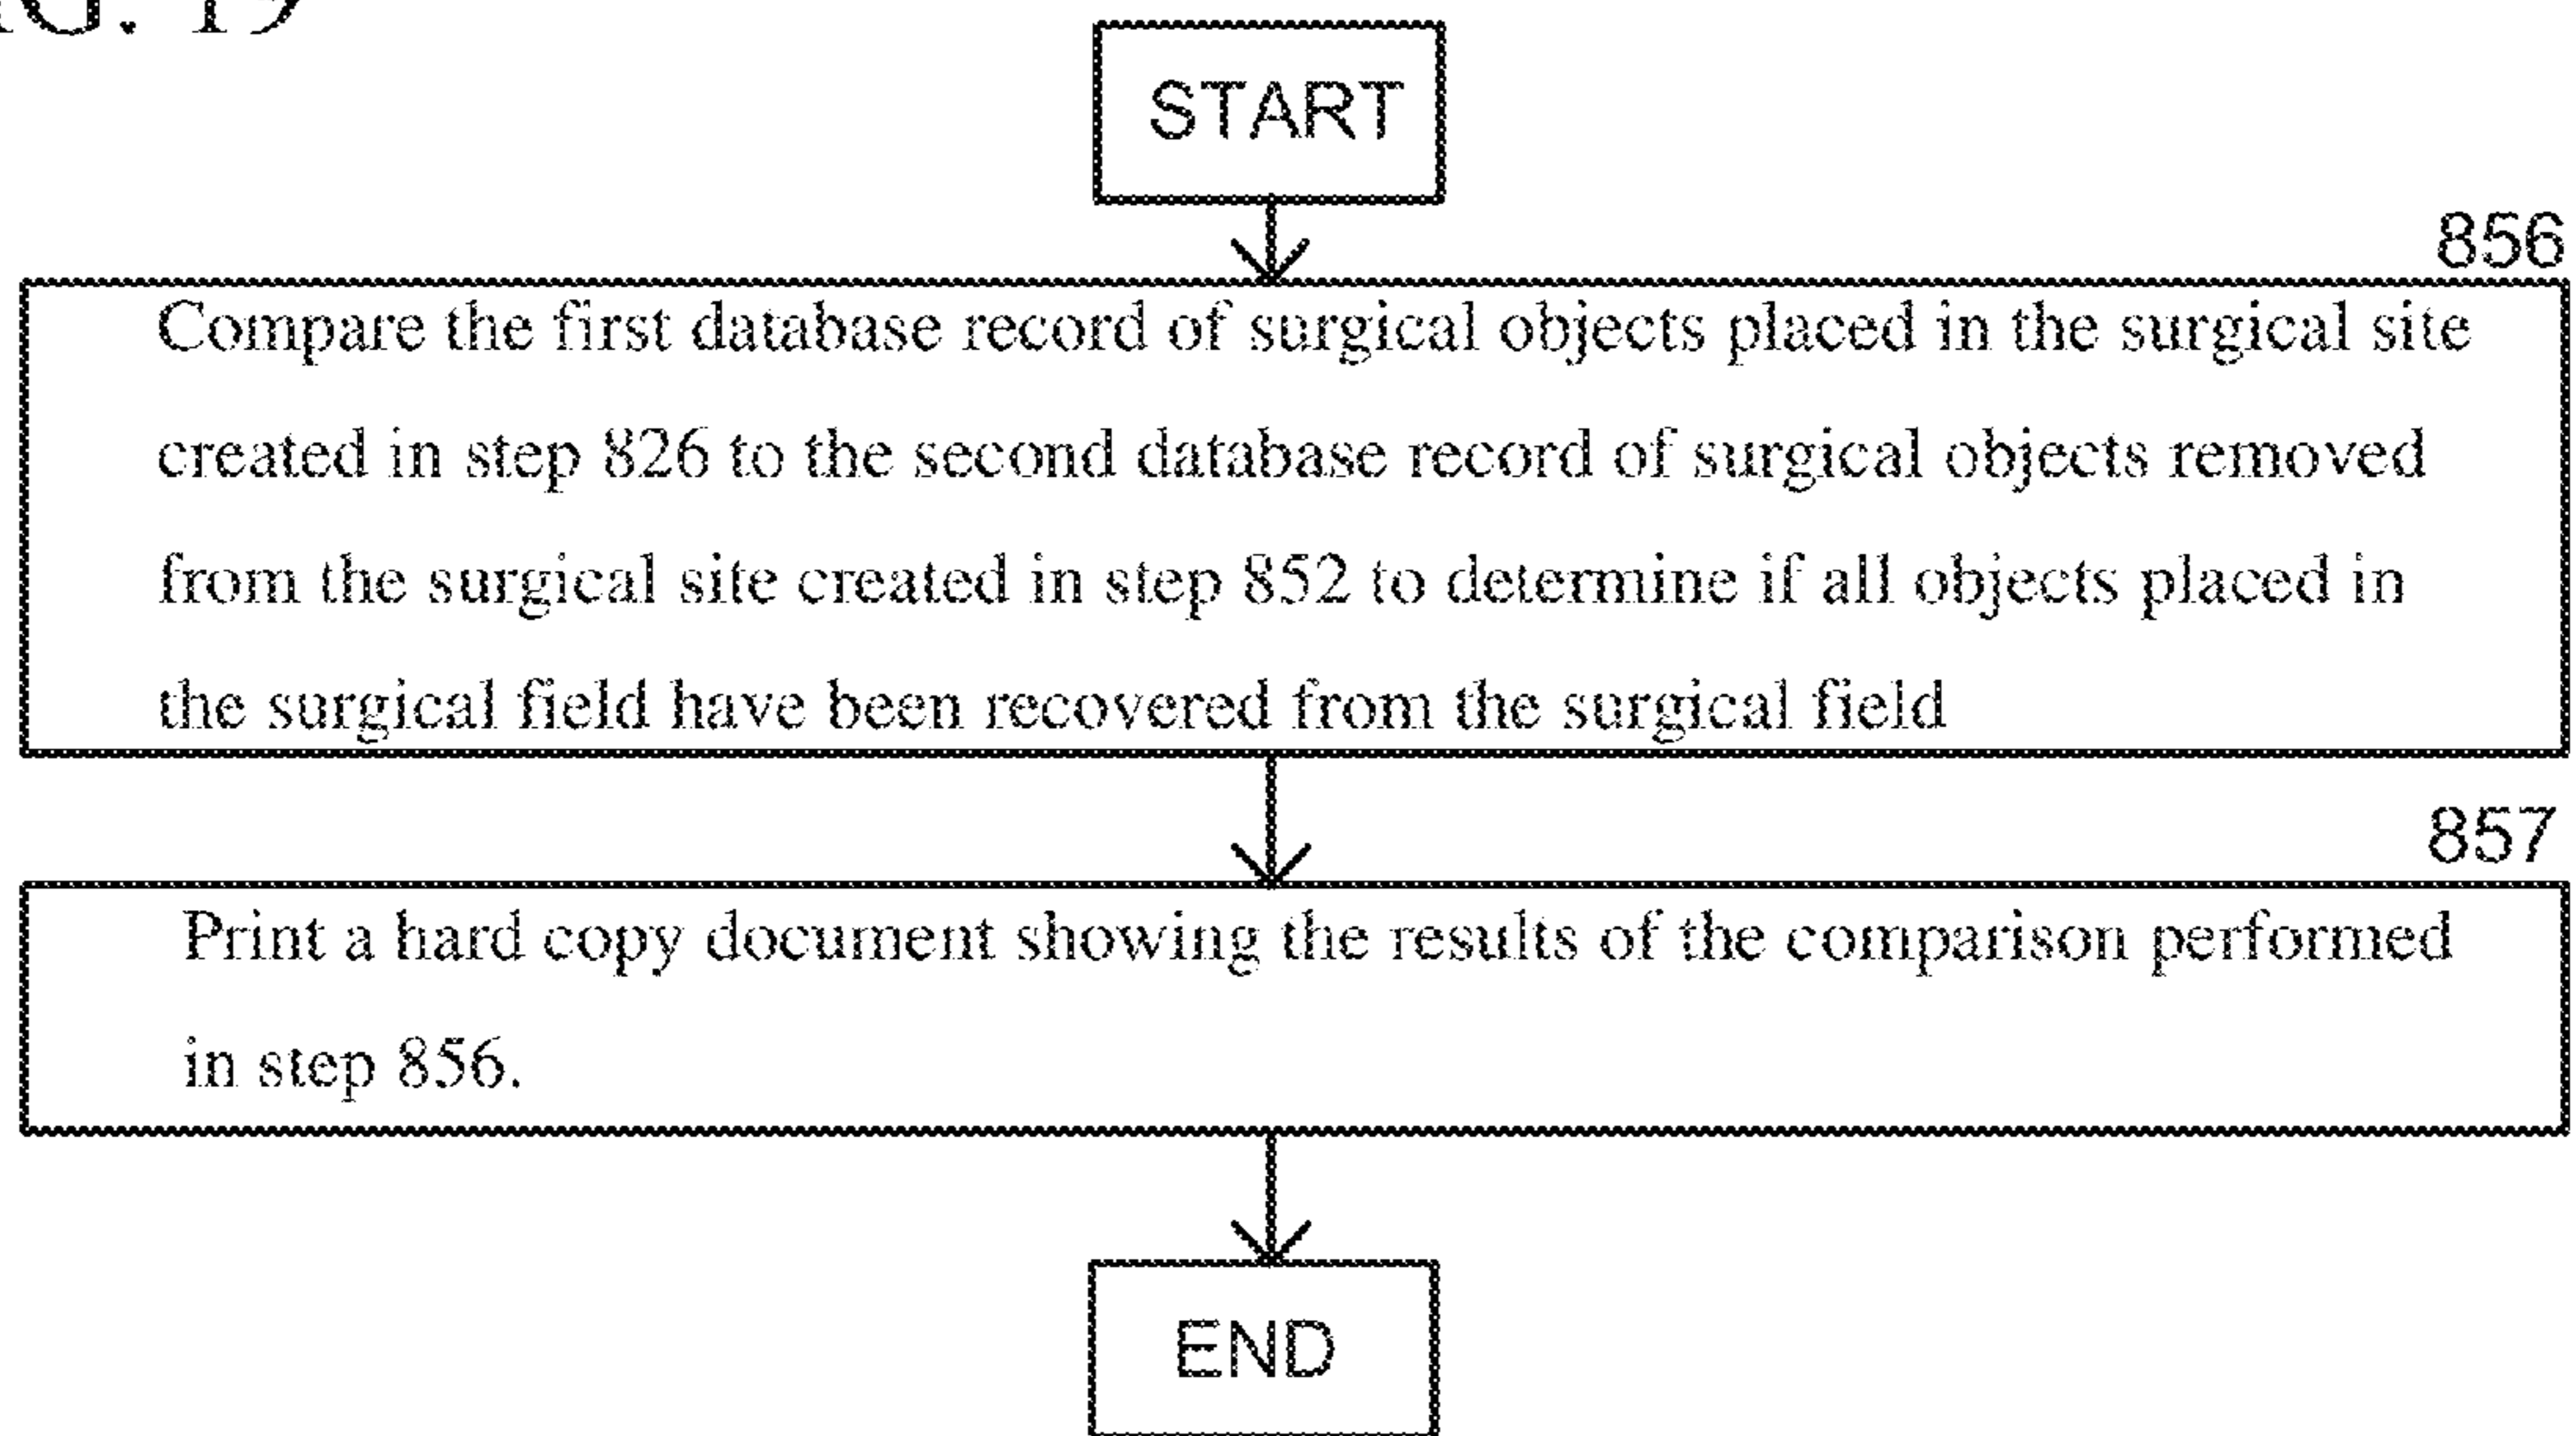 FIG. 19
START
856
Compare the first database record of surgical objects placed in the surgical site
created in step 826 to the second database record of surgical objects removed
from the surgical site created in step 852 to determine if all objects placed in
the surgical field have been recovered from the surgical field
857
Print a hard copy document showing the results of the comparison performed
in step 856.
END